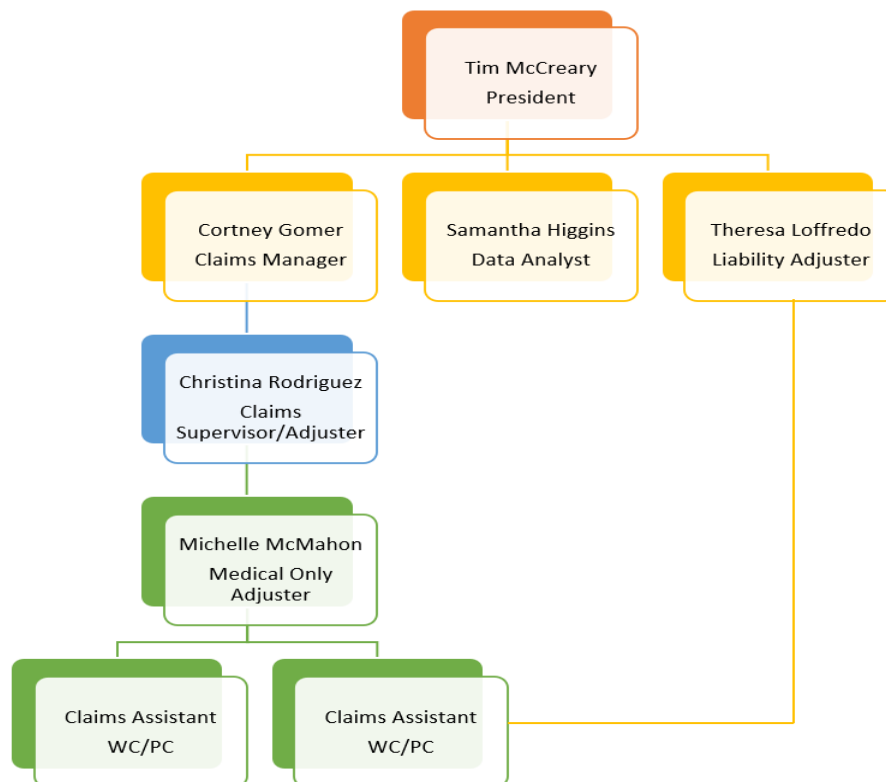 Tim McCreary
President
Cortney Gomer
Claims Manager
Samantha Higgins
Data Analyst
Theresa Loffredo
Liability Adjuster
Christina Rodriguez
Claims
Supervisor/Adjuster
Michelle McMahon
Medical Only
Adjuster
Claims Assistant
WC/PC
Claims Assistant
WC/PC